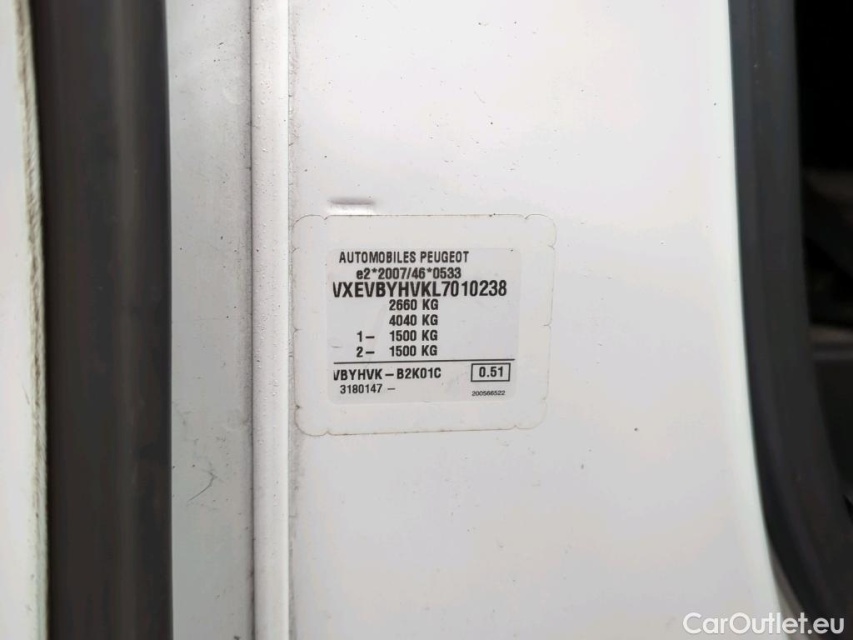 AUTOMOBILES PEUGEOT
e2*2007/46*0533
VXEVBYHVKL7010238
2660 KG
4040 KG
1- 1500 KG
2- 1500 KG
VBYHVK-B2K01C 0.51
3180147 - 200566522
CarOutlet.eu